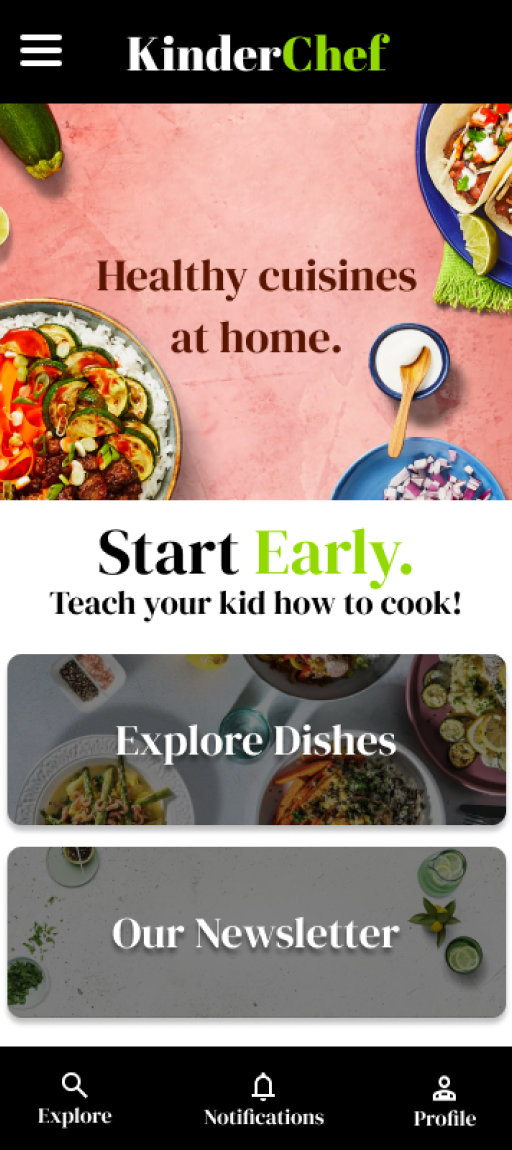 KinderChef
Healthy cuisines
at home.
Start Early.
Teach your kid how to cook!
Explore Dishes
Our Newsletter
Explore
Notifications
Profile